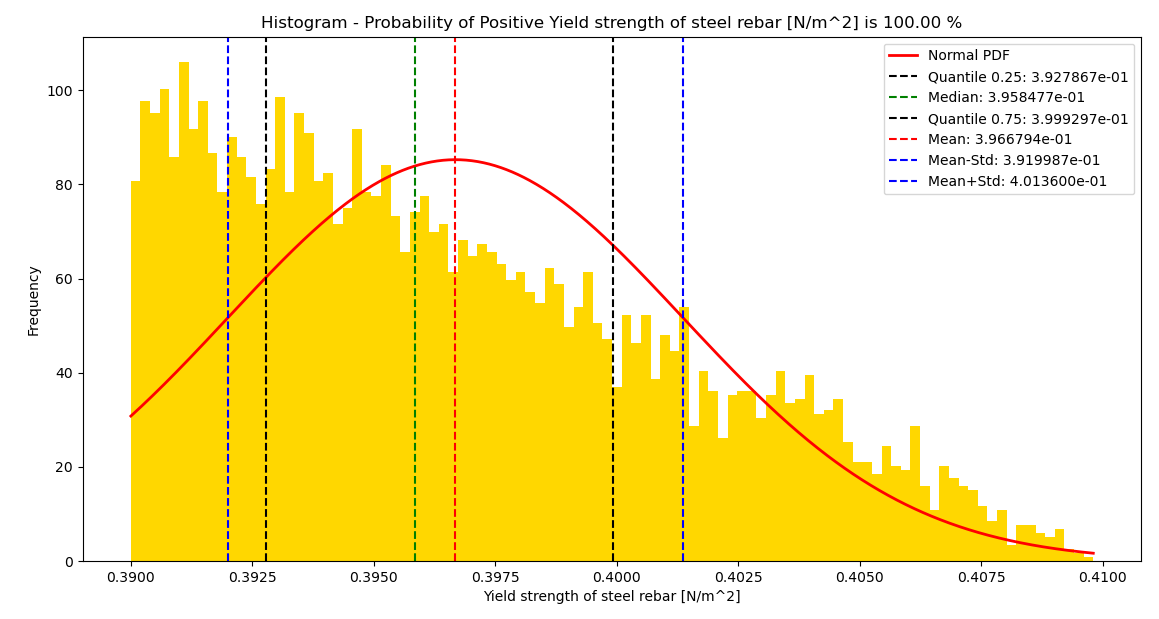 Histogram - Probability of Positive Yield strength of steel rebar [N/m^2] is 100.00 %
Normal PDF
Quantile 0.25: 3.927867e-01
Median: 3.958477e-01
Quantile 0.75: 3.999297e-01
Mean: 3.966794e-01
Mean-Std: 3.919987e-01
Mean+Std: 4.013600e-01
Frequency
100
80
60
40
20
0
0.3900 0.3925 0.3950 0.3975 0.4000 0.4025 0.4050 0.4075 0.4100
Yield strength of steel rebar [N/m^2]